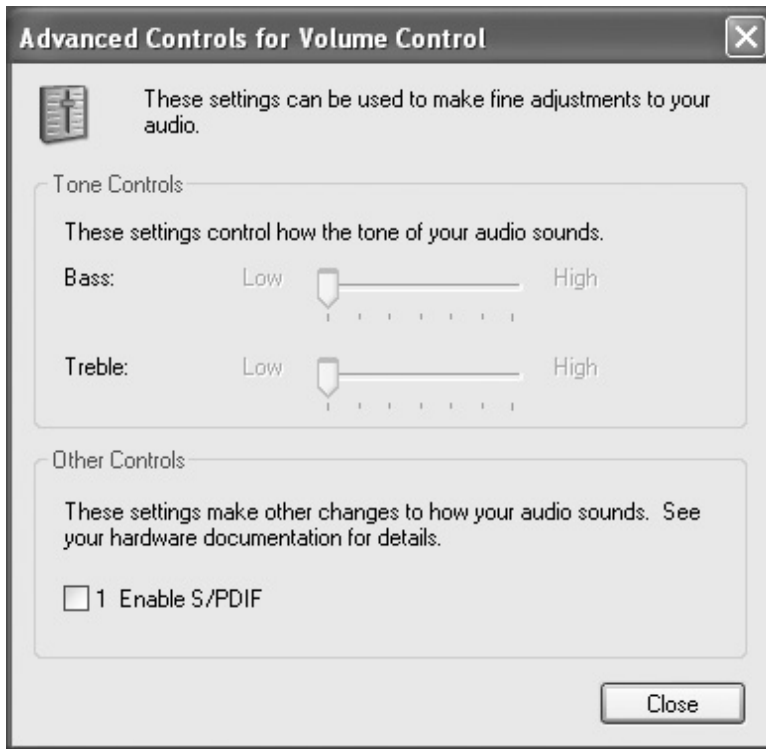 Advanced Controls for Volume Control
These settings can be used to make fine adjustments to your
audio.
Tone Controls
These settings control how the tone of your audio sounds.
Bass: Low High
Treble: Low High
Other Controls
These settings make other changes to how your audio sounds. See
your hardware documentation for details.
1 Enable S/PDIF
Close